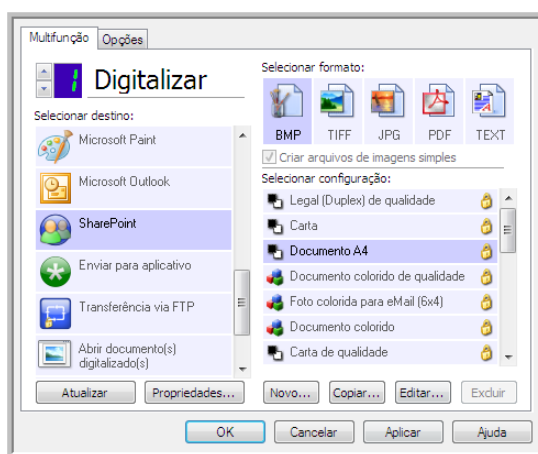 Multifunção
Opções
1
Digitalizar
Selecionar destino:
Microsoft Paint
Microsoft Outlook
SharePoint
Enviar para aplicativo
Transferência via FTP
Abrir documento(s)
digitalizado(s)
Atualizar
Propriedades...
Selecionar formato:
BMP
TIFF
JPG
PDF
TEXT
Criar arquivos de imagens simples
Selecionar configuração:
Legal (Duplex) de qualidade
Carta
Documento A4
Documento colorido de qualidade
Foto colorida para eMail (6x4)
Documento colorido
Carta de qualidade
Novo...
Copiar...
Editar...
Excluir
OK
Cancelar
Aplicar
Ajuda